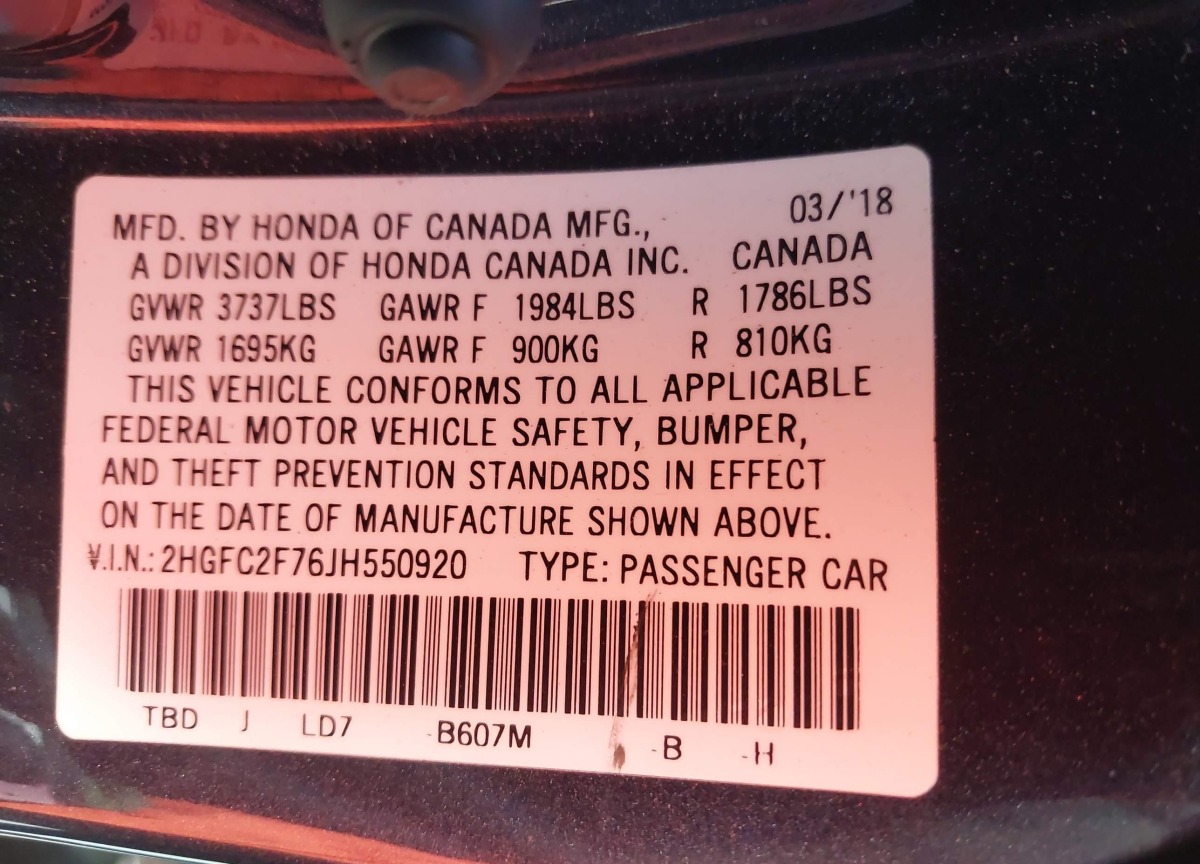 MFD. BY HONDA OF CANADA MFG., 03/'18
A DIVISION OF HONDA CANADA INC. CANADA
GVWR 3737LBS GAWR F 1984LBS R 1786LBS
GVWR 1695KG GAWR F 900KG R 810KG
THIS VEHICLE CONFORMS TO ALL APPLICABLE
FEDERAL MOTOR VEHICLE SAFETY, BUMPER,
AND THEFT PREVENTION STANDARDS IN EFFECT
ON THE DATE OF MANUFACTURE SHOWN ABOVE.
V.I.N.: 2HGFC2F76JH550920 TYPE: PASSENGER CAR
TBD J LD7 -B607M -B -H